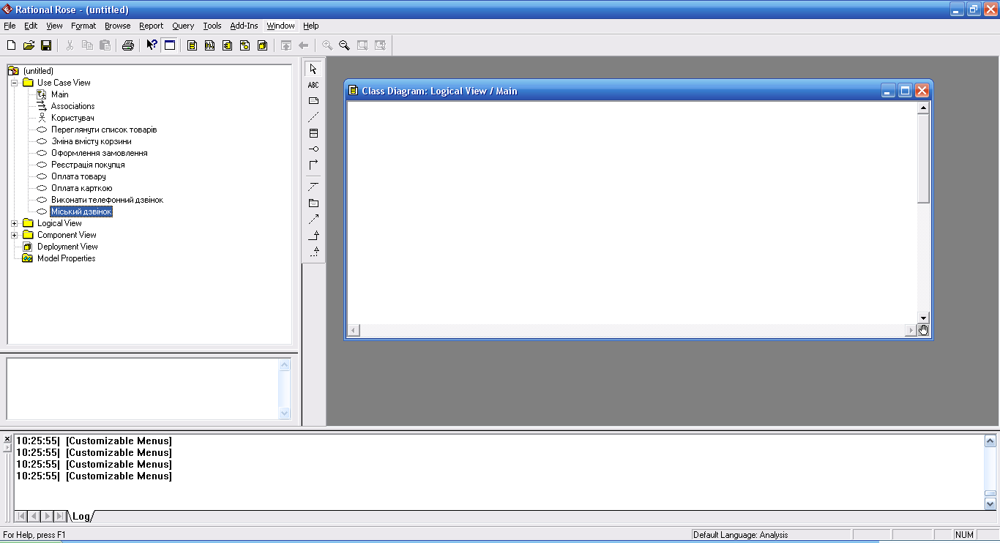 Rational Rose - (untitled)
File Edit View Format Browse Report Query Tools Add-Ins Window Help
(untitled)
Use Case View
Main
Associations
Користувач
Переглянути список товарів
Зміна вмісту корзини
Оформлення замовлення
Реєстрація покупця
Оплата товару
Оплата карткою
Виконати телефонний дзвінок
Міський дзвінок
Logical View
Component View
Deployment View
Model Properties
ABC
Class Diagram: Logical View / Main
10:25:55| [Customizable Menus]
10:25:55| [Customizable Menus]
10:25:55| [Customizable Menus]
10:25:55| [Customizable Menus]
Log
For Help, press F1
Default Language: Analysis
NUM